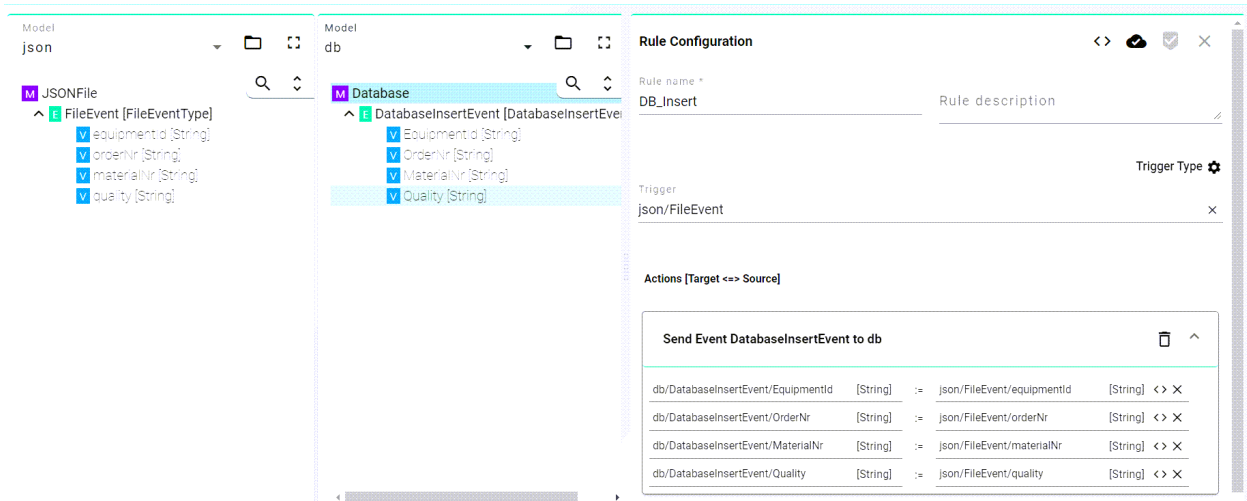 Model
json
M JSONFile
E FileEvent [FileEventType]
V equipmentId [String]
V orderNr [String]
V materialNr [String]
V quality [String]
Model
db
M Database
E DatabaseInsertEvent [DatabaseInsertEve
V EquipmentId [String]
V OrderNr [String]
V MaterialNr [String]
V Quality [String]
Rule Configuration
Rule name *
DB_Insert
Rule description
Trigger Type
Trigger
json/FileEvent
Actions [Target <=> Source]
Send Event DatabaseInsertEvent to db
db/DatabaseInsertEvent/EquipmentId [String] := json/FileEvent/equipmentId [String]
db/DatabaseInsertEvent/OrderNr [String] := json/FileEvent/orderNr [String]
db/DatabaseInsertEvent/MaterialNr [String] := json/FileEvent/materialNr [String]
db/DatabaseInsertEvent/Quality [String] := json/FileEvent/quality [String]